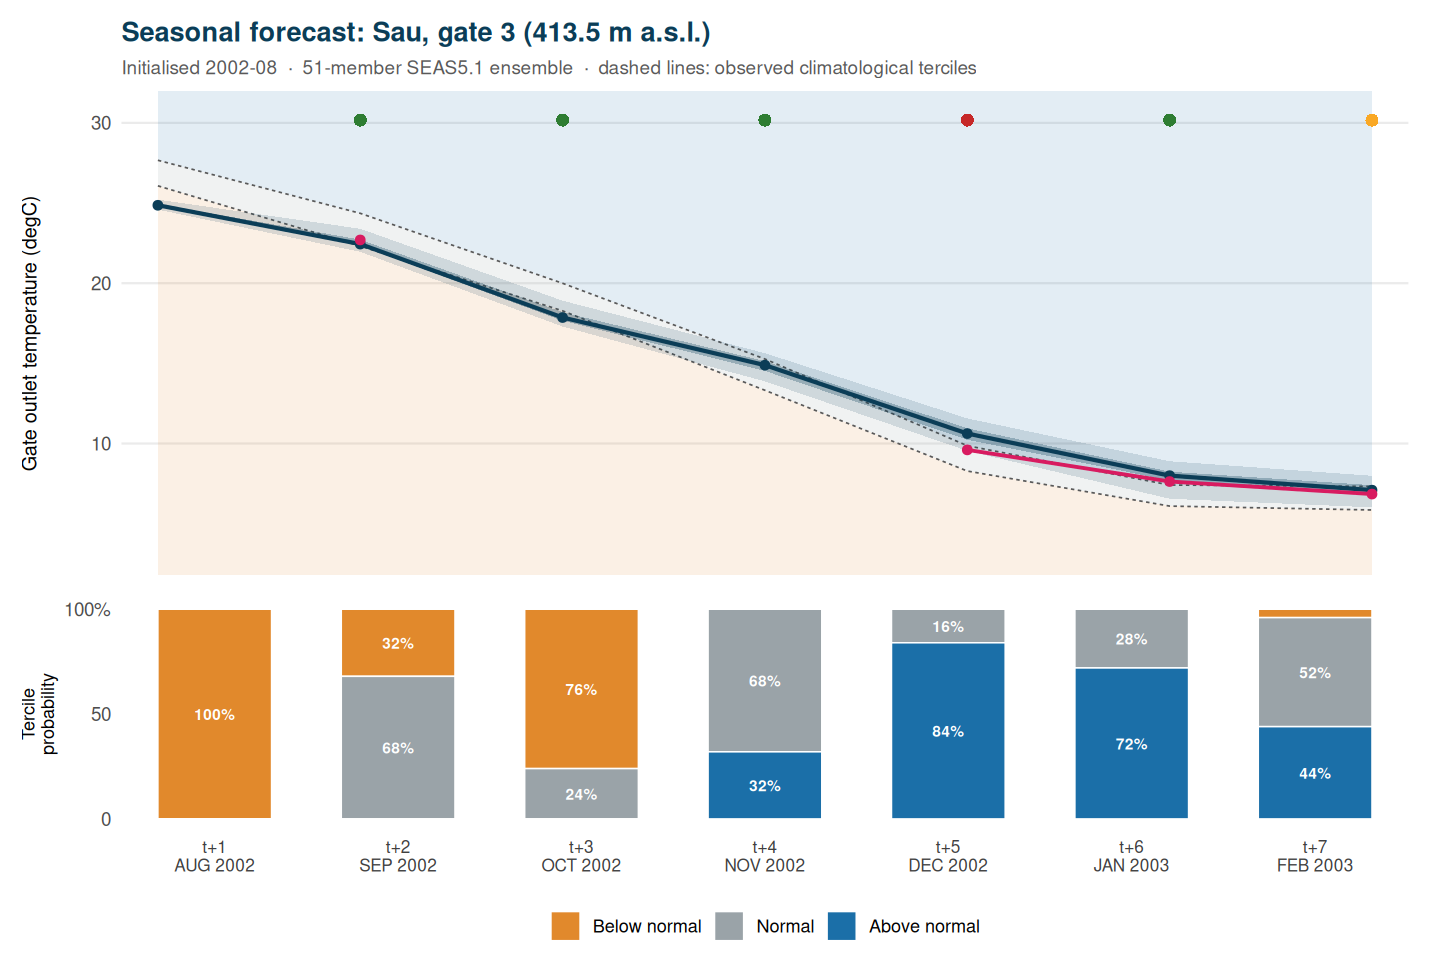 Seasonal forecast: Sau, gate 3 (413.5 m a.s.l.)
Initialised 2002-08 · 51-member SEAS5.1 ensemble · dashed lines: observed climatological terciles
Gate outlet temperature (degC)
30
20
10
Tercile
probability
100%
50
0
100%
32%
68%
76%
24%
68%
32%
16%
84%
28%
72%
52%
44%
t+1 t+2 t+3 t+4 t+5 t+6 t+7
AUG 2002 SEP 2002 OCT 2002 NOV 2002 DEC 2002 JAN 2003 FEB 2003
Below normal Normal Above normal